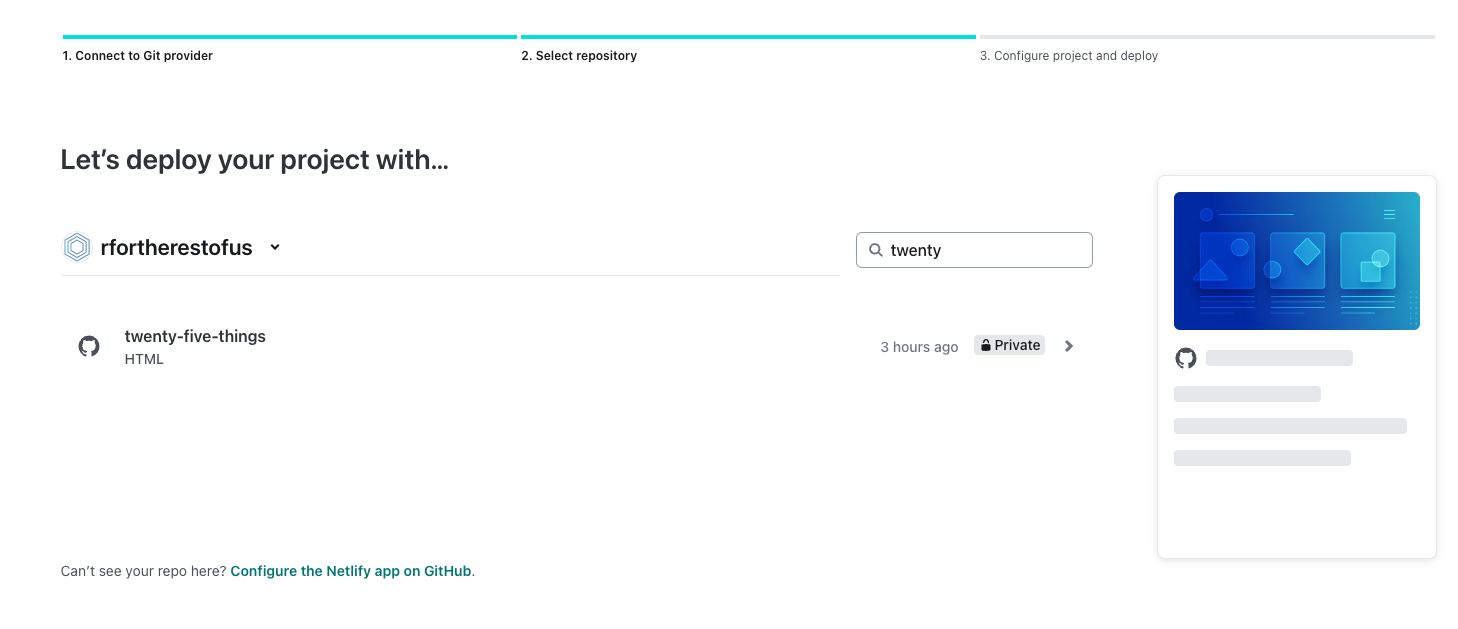 1. Connect to Git provider
2. Select repository
3. Configure project and deploy
Let’s deploy your project with…
rfortherestofus
twenty
twenty-five-things
HTML
3 hours ago
Private
Can’t see your repo here? Configure the Netlify app on GitHub.